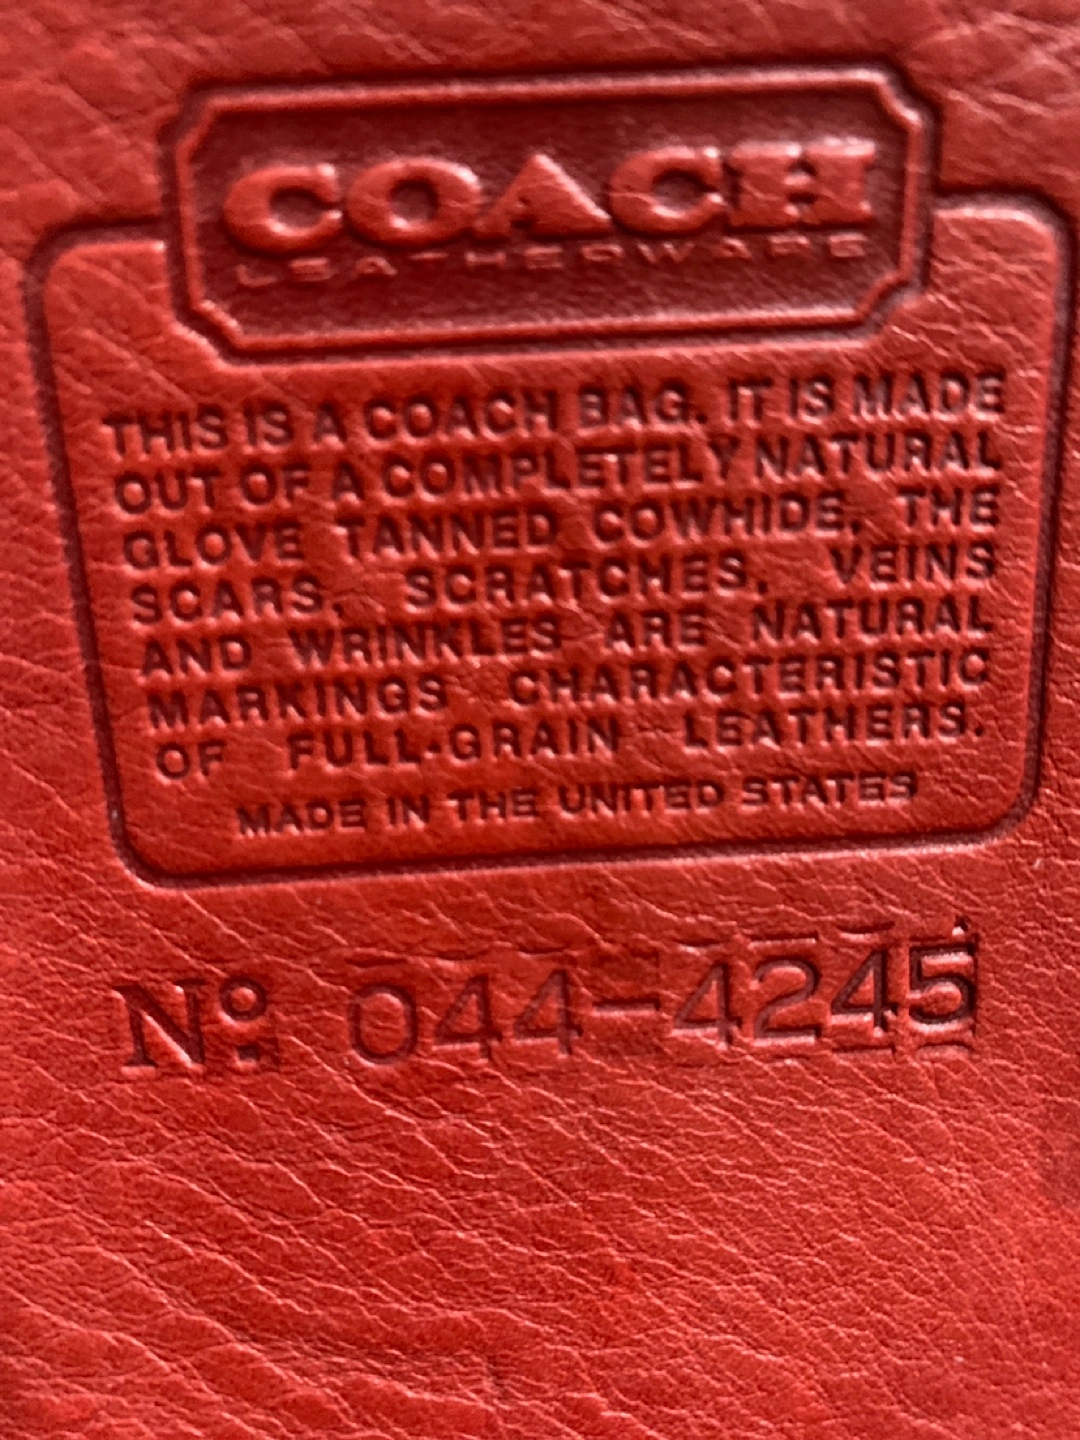 COACH
LEATHERWARE
THIS IS A COACH BAG. IT IS MADE
OUT OF A COMPLETELY NATURAL
GLOVE TANNED COWHIDE, THE
SCARS, SCRATCHES, VEINS
AND WRINKLES ARE NATURAL
MARKINGS CHARACTERISTIC
OF FULL-GRAIN LEATHERS.
MADE IN THE UNITED STATES
Nº 044-4245